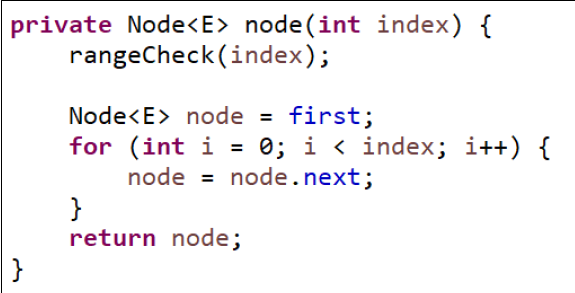 private Node<E> node(int index) {
    rangeCheck(index);

    Node<E> node = first;
    for (int i = 0; i < index; i++) {
        node = node.next;
    }
    return node;
}